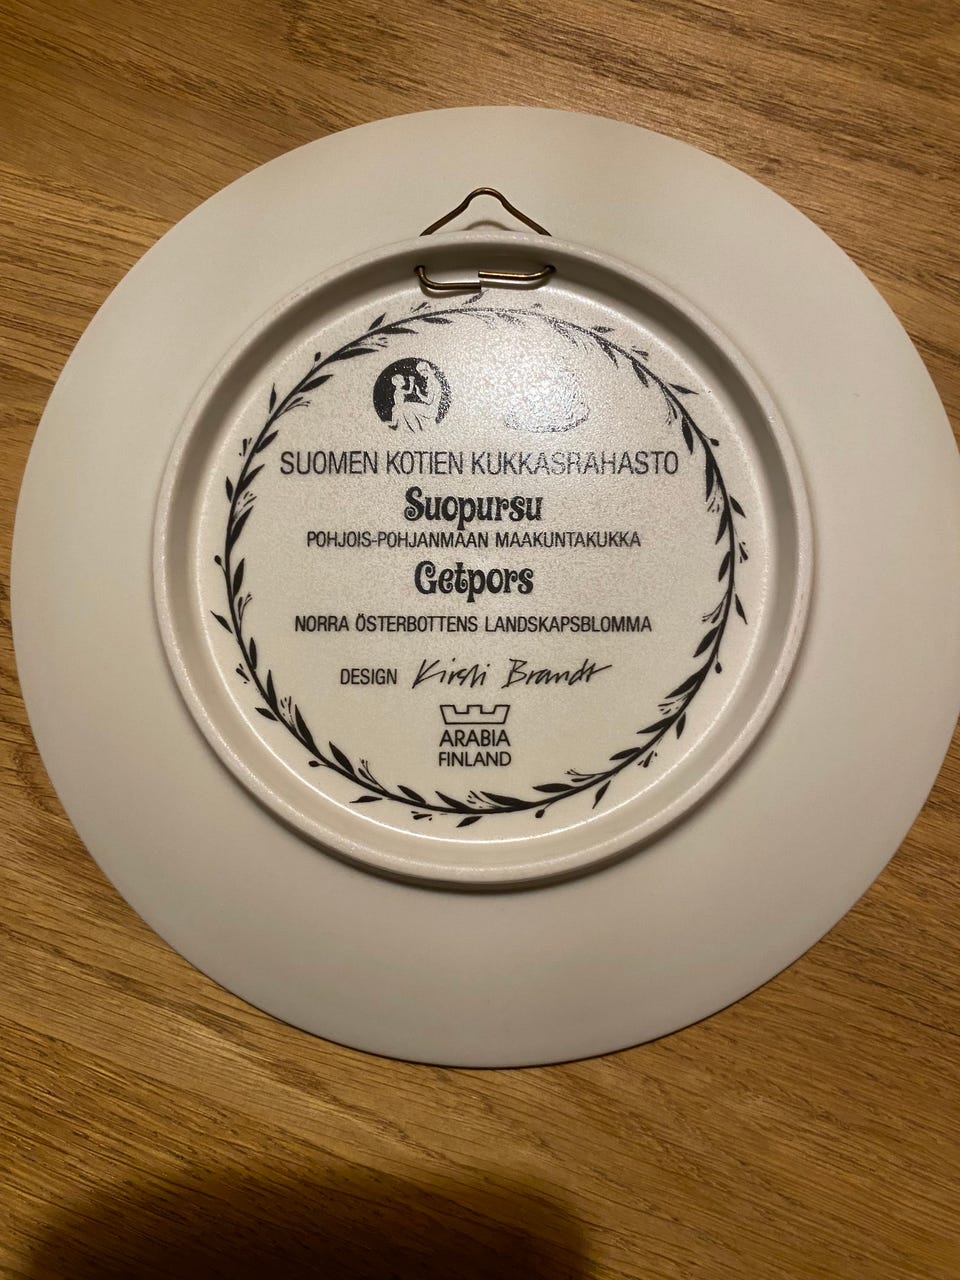 SUOMEN KOTIEN KUKKASRAHASTO
Suopursu
POHJOIS-POHJANMAAN MAAKUNTAKUKKA
Getpors
NORRA ÖSTERBOTTENS LANDSKAPSBLOMMA
DESIGN Kirsti Brandt
ARABIA
FINLAND